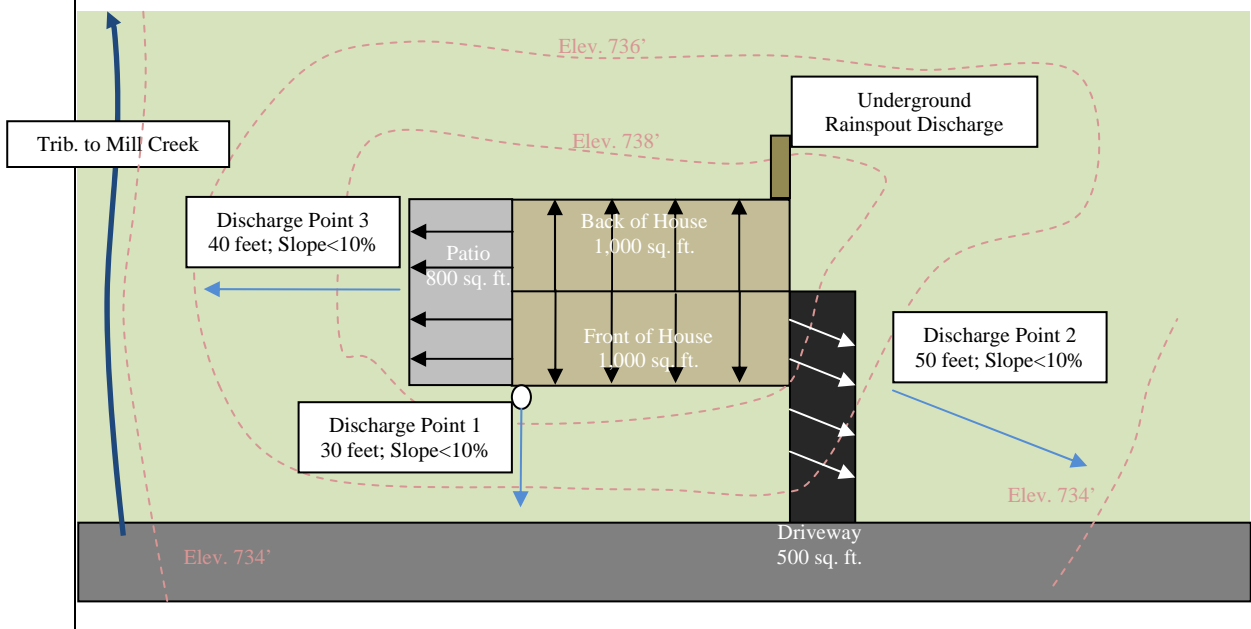 Elev. 736’
Underground
Rainspout Discharge
Trib. to Mill Creek
Elev. 738’
Discharge Point 3
40 feet; Slope<10%
Back of House
1,000 sq. ft.
Patio
800 sq. ft.
Front of House
1,000 sq. ft.
Discharge Point 2
50 feet; Slope<10%
Discharge Point 1
30 feet; Slope<10%
Elev. 734’
Driveway
500 sq. ft.
Elev. 734’